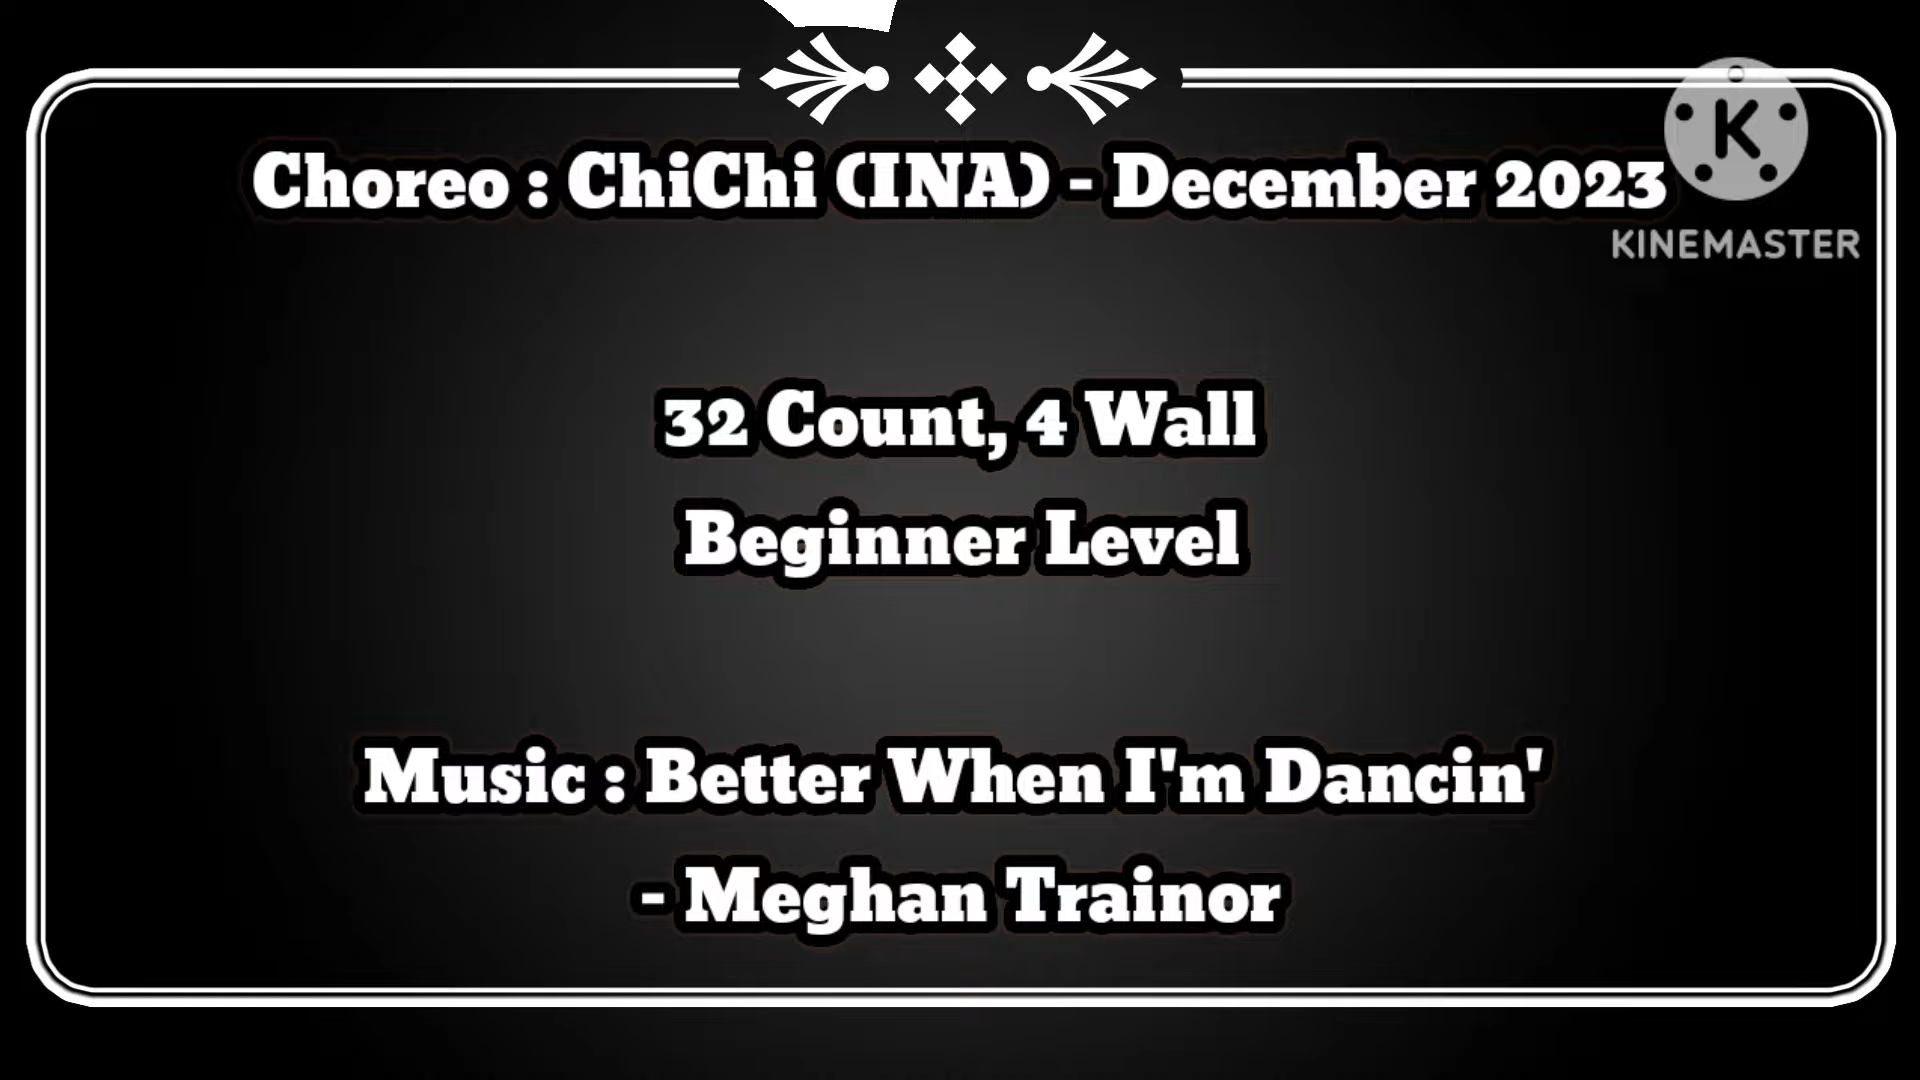 Choreo : ChiChi (INA) - December 2023
K
KINEMASTER
32 Count, 4 Wall
Beginner Level
Music : Better When I'm Dancin'
- Meghan Trainor